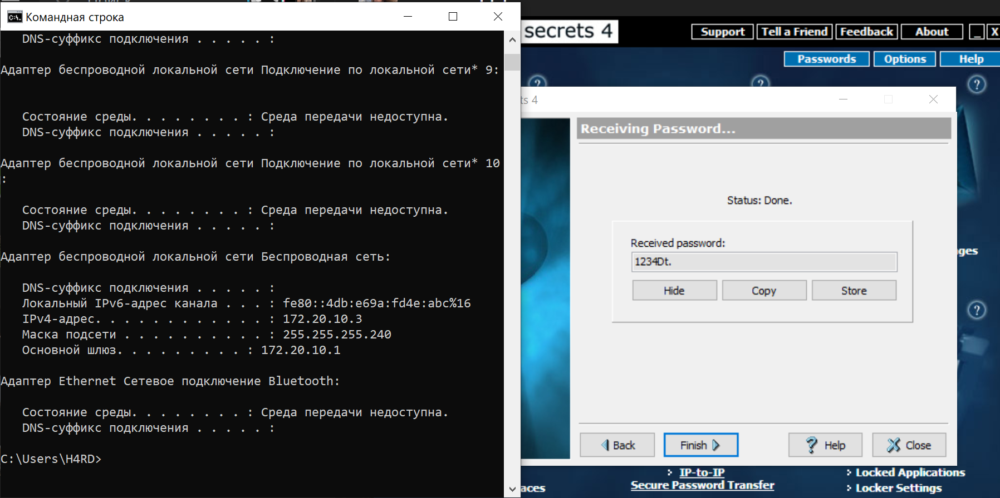 Командная строка
DNS-суффикс подключения . . . . . :
Адаптер беспроводной локальной сети Подключение по локальной сети* 9:
Состояние среды. . . . . . . . : Среда передачи недоступна.
DNS-суффикс подключения . . . . . :
Адаптер беспроводной локальной сети Подключение по локальной сети* 10
:
Состояние среды. . . . . . . . : Среда передачи недоступна.
DNS-суффикс подключения . . . . . :
Адаптер беспроводной локальной сети Беспроводная сеть:
DNS-суффикс подключения . . . . . :
Локальный IPv6-адрес канала . . . : fe80::4db:e69a:fd4e:abc%16
IPv4-адрес. . . . . . . . . . . . : 172.20.10.3
Маска подсети . . . . . . . . . . : 255.255.255.240
Основной шлюз. . . . . . . . . : 172.20.10.1
Адаптер Ethernet Сетевое подключение Bluetooth:
Состояние среды. . . . . . . . : Среда передачи недоступна.
DNS-суффикс подключения . . . . . :
C:\Users\H4RD>
secrets 4
Support Tell a Friend Feedback About _ X
Passwords Options Help
? ? ?
ts 4
Receiving Password...
Status: Done.
Received password:
1234Dt.
Hide Copy Store
Back Finish ? Help Close
?
IP-to-IP
Secure Password Transfer
Locked Applications
Locker Settings